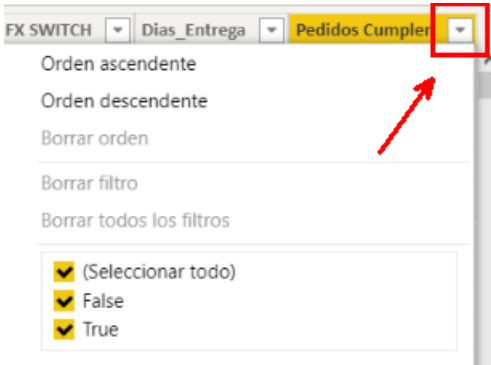 FX SWITCH Dias_Entrega Pedidos Cumplen
Orden ascendente
Orden descendente
Borrar orden
Borrar filtro
Borrar todos los filtros
(Seleccionar todo)
False
True